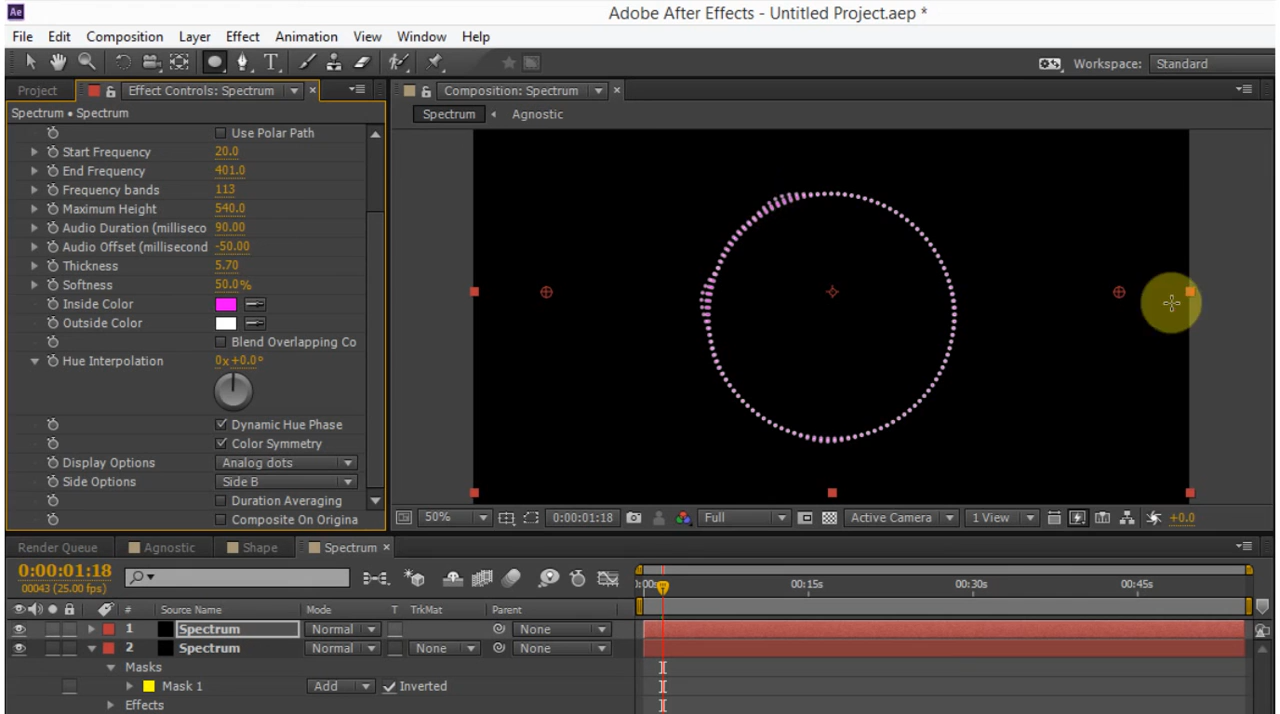 Ae Adobe After Effects - Untitled Project.aep *
File Edit Composition Layer Effect Animation View Window Help
Workspace: Standard
Project Effect Controls: Spectrum Composition: Spectrum
Spectrum • Spectrum
Spectrum Agnostic
Use Polar Path
Start Frequency 20.0
End Frequency 401.0
Frequency bands 113
Maximum Height 540.0
Audio Duration (milliseco 90.00
Audio Offset (millisecond -50.00
Thickness 5.70
Softness 50.0%
Inside Color
Outside Color
Blend Overlapping Co
Hue Interpolation 0x+0.0°
Dynamic Hue Phase
Color Symmetry
Display Options Analog dots
Side Options Side B
Duration Averaging
Composite On Origina
50% 0:00:01:18 Full Active Camera 1 View +0.0
Render Queue Agnostic Shape Spectrum
0:00:01:18
00043 (25.00 fps)
00:15s 00:30s 00:45s
# Source Name Mode T TrkMat Parent
1 Spectrum Normal None
2 Spectrum Normal None None
Masks
Mask 1 Add Inverted
Effects